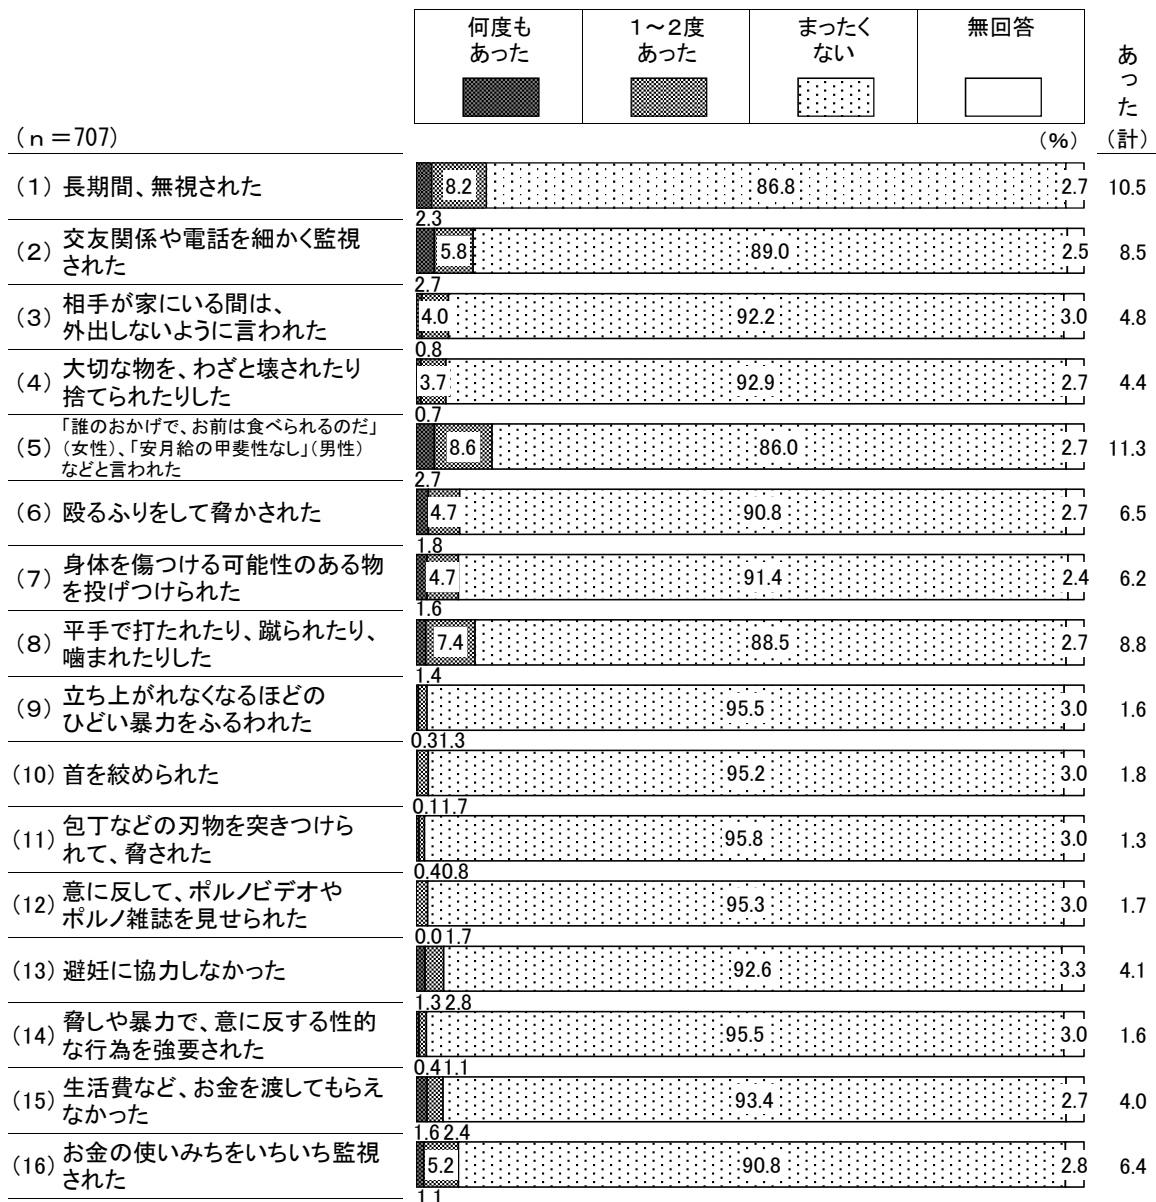 何度も
あった
1～2度
あった
まったく
ない
無回答
あった
（計）
（ｎ＝707）
（％）
（1）長期間、無視された
8.2
86.8
2.7
10.5
2.3
（2）交友関係や電話を細かく監視
された
5.8
89.0
2.5
8.5
2.7
（3）相手が家にいる間は、
外出しないように言われた
4.0
92.2
3.0
4.8
0.8
（4）大切な物を、わざと壊されたり
捨てられたりした
3.7
92.9
2.7
4.4
0.7
（5）「誰のおかげで、お前は食べられるのだ」
（女性）、「安月給の甲斐性なし」（男性）
などと言われた
8.6
86.0
2.7
11.3
2.7
（6）殴るふりをして脅かされた
4.7
90.8
2.7
6.5
1.8
（7）身体を傷つける可能性のある物
を投げつけられた
4.7
91.4
2.4
6.2
1.6
（8）平手で打たれたり、蹴られたり、
噛まれたりした
7.4
88.5
2.7
8.8
1.4
（9）立ち上がれなくなるほどの
ひどい暴力をふるわれた
95.5
3.0
1.6
0.3
1.3
（10）首を絞められた
95.2
3.0
1.8
0.1
1.7
（11）包丁などの刃物を突きつけら
れて、脅された
95.8
3.0
1.3
0.4
0.8
（12）意に反して、ポルノビデオや
ポルノ雑誌を見せられた
95.3
3.0
1.7
0.0
1.7
（13）避妊に協力しなかった
92.6
3.3
4.1
1.3
2.8
（14）脅しや暴力で、意に反する性的
な行為を強要された
95.5
3.0
1.6
0.4
1.1
（15）生活費など、お金を渡してもらえ
なかった
93.4
2.7
4.0
1.6
2.4
（16）お金の使いみちをいちいち監視
された
5.2
90.8
2.8
6.4
1.1